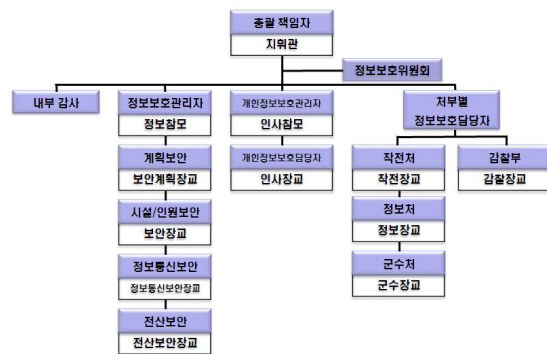 총괄 책임자
지휘관
정보보호위원회
내부 감사
정보보호관리자
정보참모
개인정보보호관리자
인사참모
처부별
정보보호담당자
계획보안
보안계획장교
개인정보보호담당자
인사장교
작전처
작전장교
감찰부
감찰장교
시설/인원보안
보안장교
정보처
정보장교
정보통신보안
정보통신보안장교
군수처
군수장교
전산보안
전산보안장교